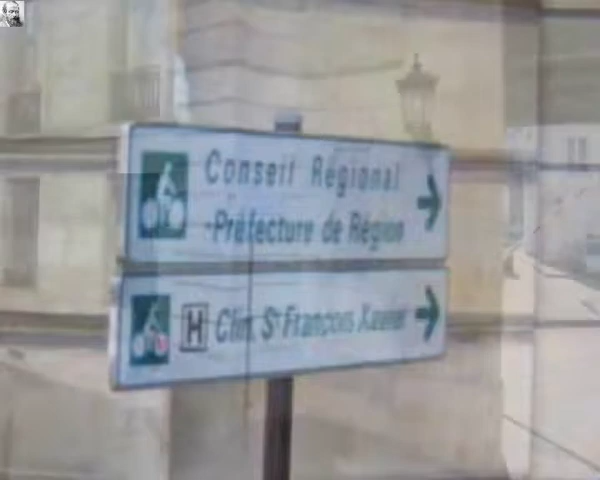 Conseil Régional
Préfecture de Région
H Clin. St François Xavier